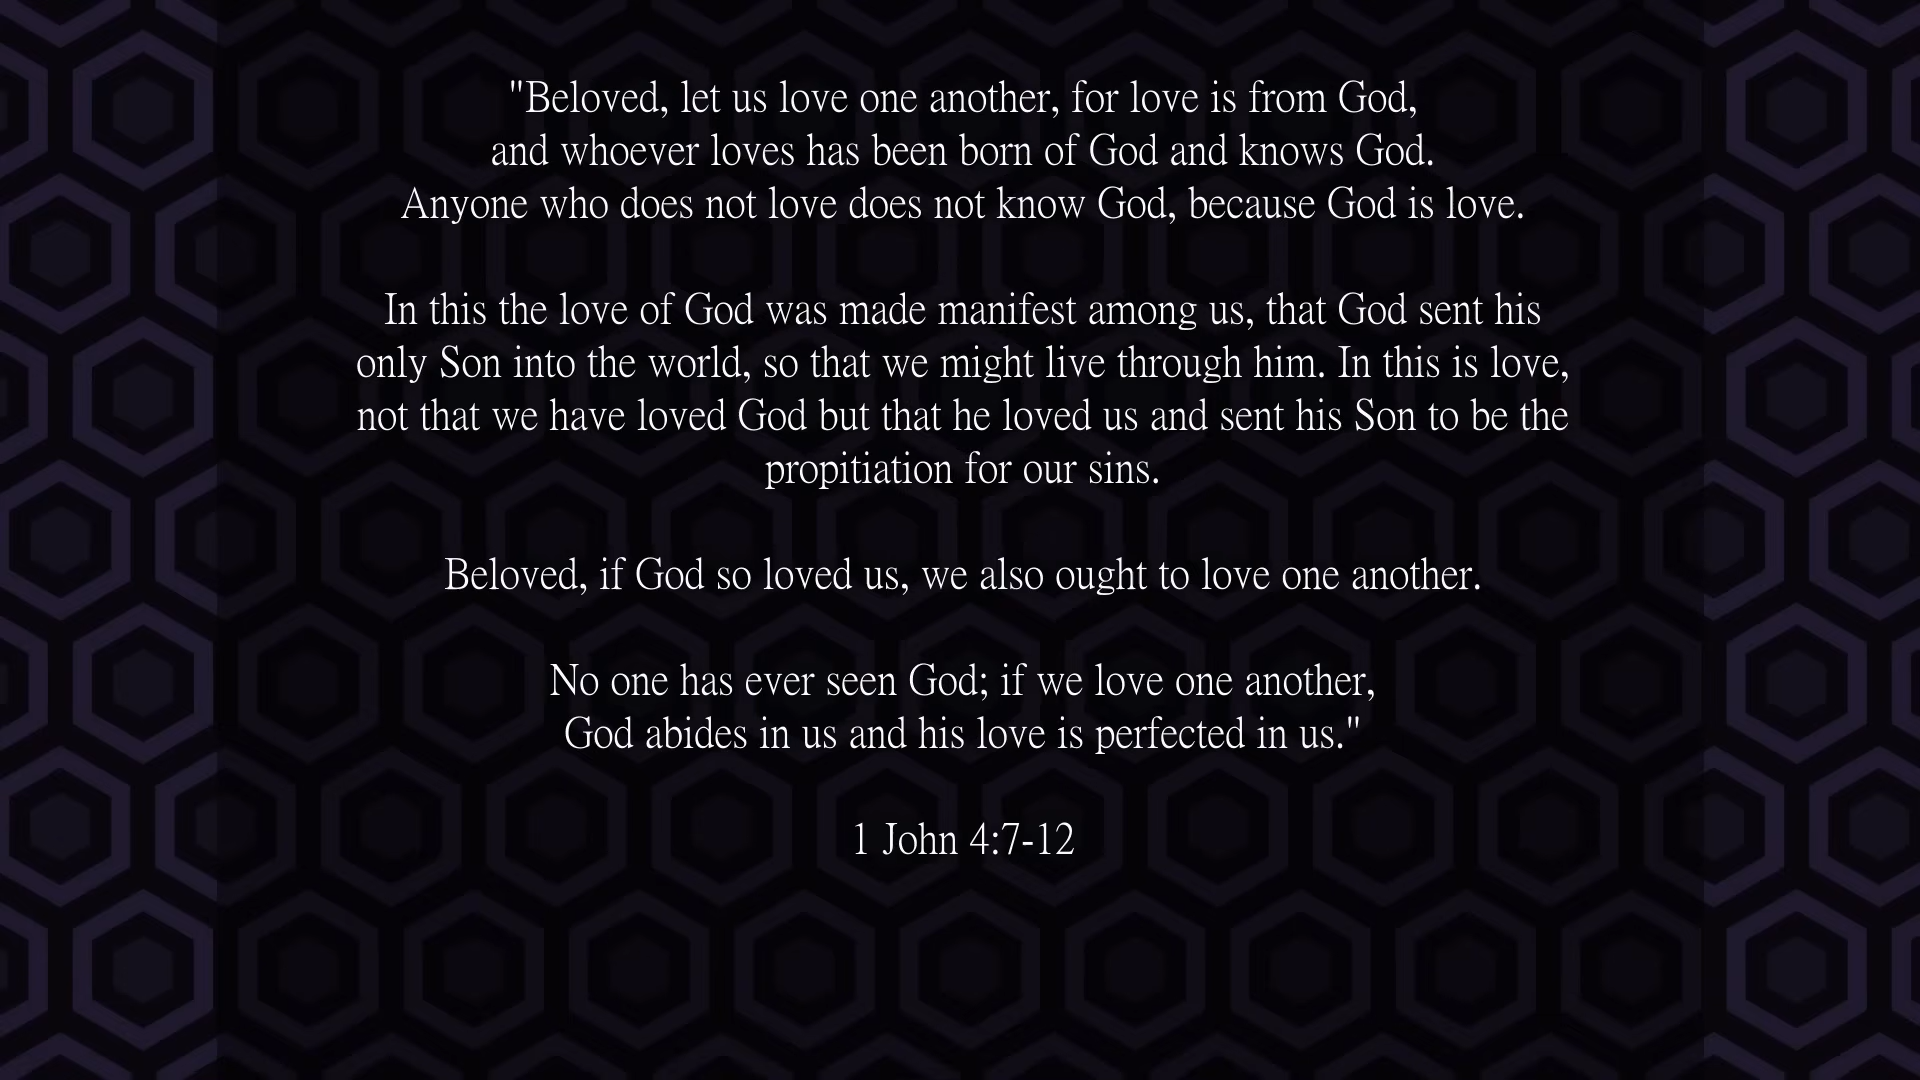 "Beloved, let us love one another, for love is from God,
and whoever loves has been born of God and knows God.
Anyone who does not love does not know God, because God is love.
In this the love of God was made manifest among us, that God sent his
only Son into the world, so that we might live through him. In this is love,
not that we have loved God but that he loved us and sent his Son to be the
propitiation for our sins.
Beloved, if God so loved us, we also ought to love one another.
No one has ever seen God; if we love one another,
God abides in us and his love is perfected in us."
1 John 4:7-12